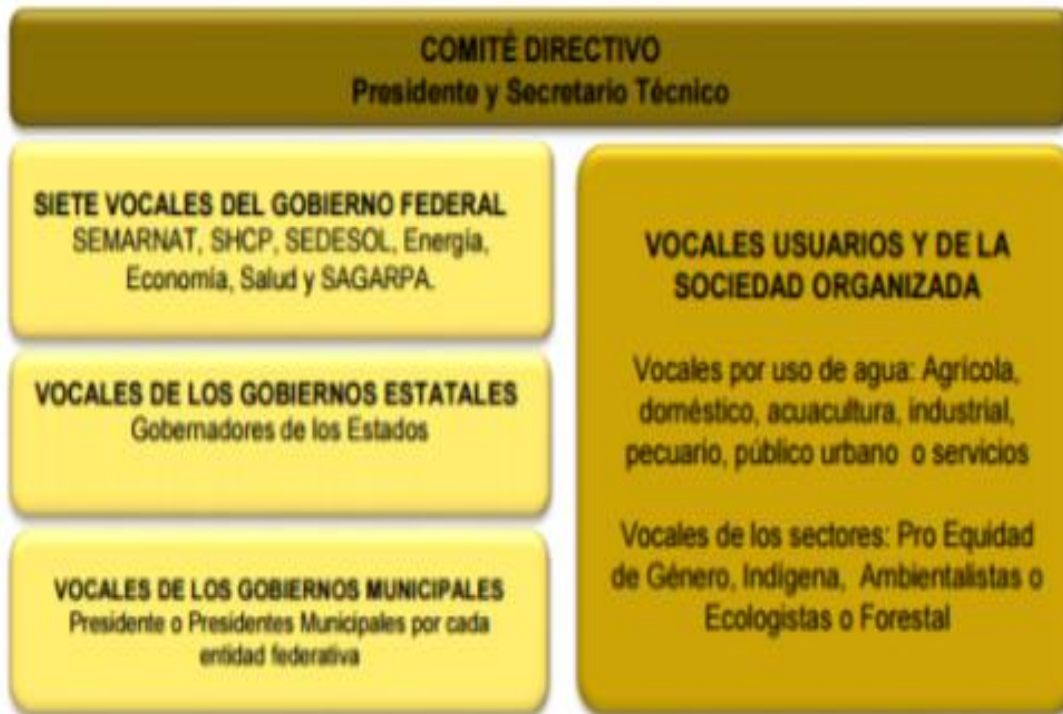 COMITÉ DIRECTIVO
Presidente y Secretario Técnico
SIETE VOCALES DEL GOBIERNO FEDERAL
SEMARNAT, SHCP, SEDESOL, Energía,
Economía, Salud y SAGARPA.
VOCALES DE LOS GOBIERNOS ESTATALES
Gobernadores de los Estados
VOCALES DE LOS GOBIERNOS MUNICIPALES
Presidente o Presidentes Municipales por cada
entidad federativa
VOCALES USUARIOS Y DE LA
SOCIEDAD ORGANIZADA
Vocales por uso de agua: Agrícola,
doméstico, acuacultura, industrial,
pecuario, público urbano o servicios
Vocales de los sectores: Pro Equidad
de Género, Indígena, Ambientalistas o
Ecologistas o Forestal